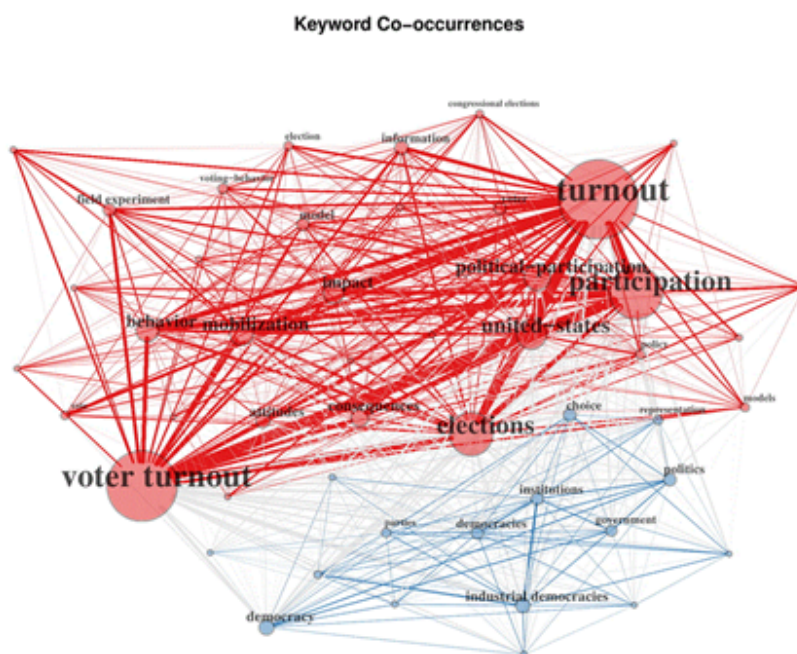 Keyword Co-occurrences
congressional elections
election
information
voting-behavior
turnout
field experiment
model
political-participation
impact
participation
behavior
mobilization
united-states
policy
attitudes
consequences
choice
models
representation
elections
voter turnout
politics
institutions
parties
democracies
government
industrial democracies
democracy